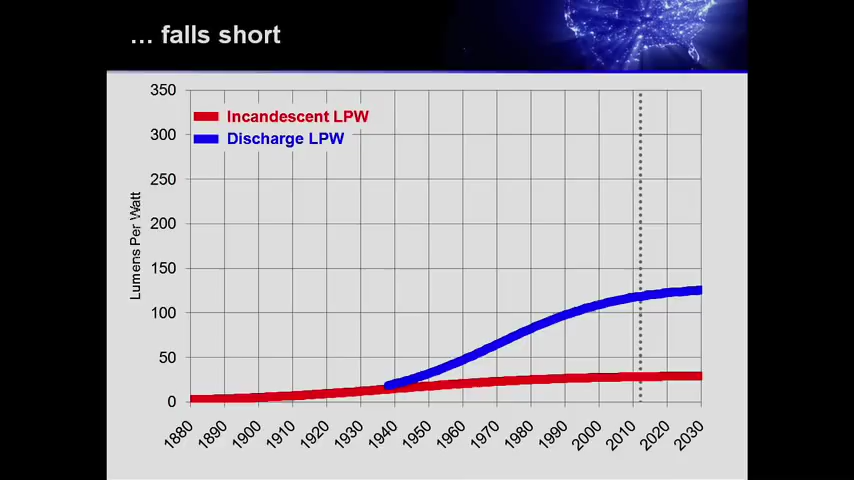 … falls short
350
300
250
200
150
100
50
0
Lumens Per Watt
Incandescent LPW
Discharge LPW
1880 1890 1900 1910 1920 1930 1940 1950 1960 1970 1980 1990 2000 2010 2020 2030